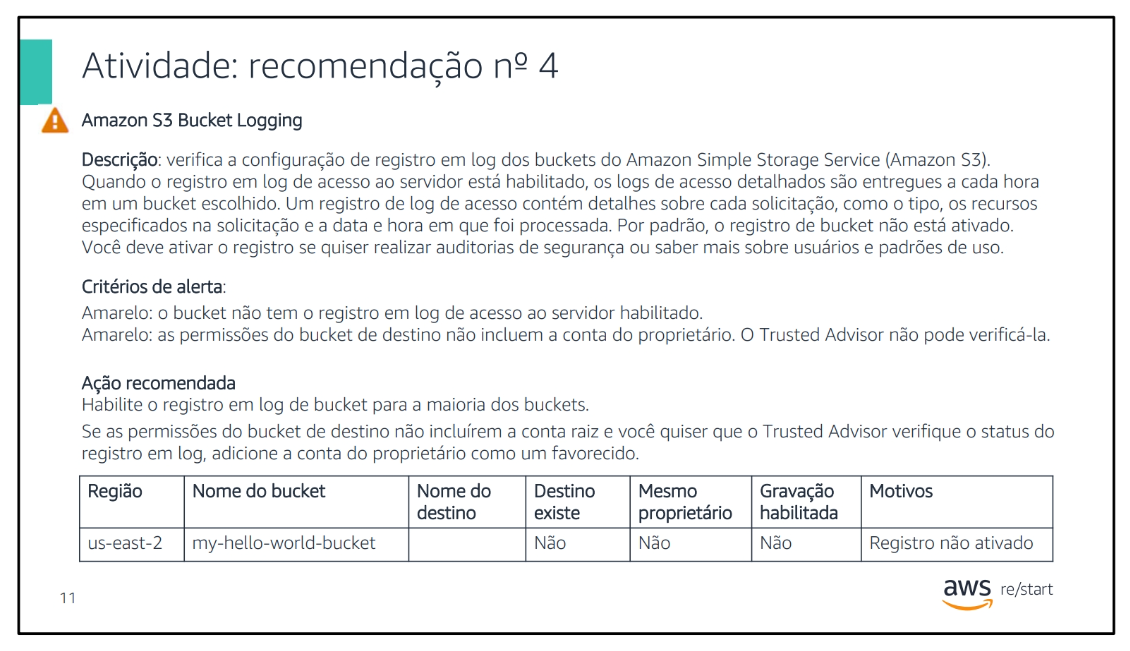 Atividade: recomendação nº 4
Amazon S3 Bucket Logging
Descrição: verifica a configuração de registro em log dos buckets do Amazon Simple Storage Service (Amazon S3).
Quando o registro em log de acesso ao servidor está habilitado, os logs de acesso detalhados são entregues a cada hora
em um bucket escolhido. Um registro de log de acesso contém detalhes sobre cada solicitação, como o tipo, os recursos
especificados na solicitação e a data e hora em que foi processada. Por padrão, o registro de bucket não está ativado.
Você deve ativar o registro se quiser realizar auditorias de segurança ou saber mais sobre usuários e padrões de uso.
Critérios de alerta:
Amarelo: o bucket não tem o registro em log de acesso ao servidor habilitado.
Amarelo: as permissões do bucket de destino não incluem a conta do proprietário. O Trusted Advisor não pode verificá-la.
Ação recomendada
Habilite o registro em log de bucket para a maioria dos buckets.
Se as permissões do bucket de destino não incluírem a conta raiz e você quiser que o Trusted Advisor verifique o status do
registro em log, adicione a conta do proprietário como um favorecido.
Região Nome do bucket Nome do destino Destino existe Mesmo proprietário Gravação habilitada Motivos
us-east-2 my-hello-world-bucket Não Não Não Registro não ativado
11
aws re/start